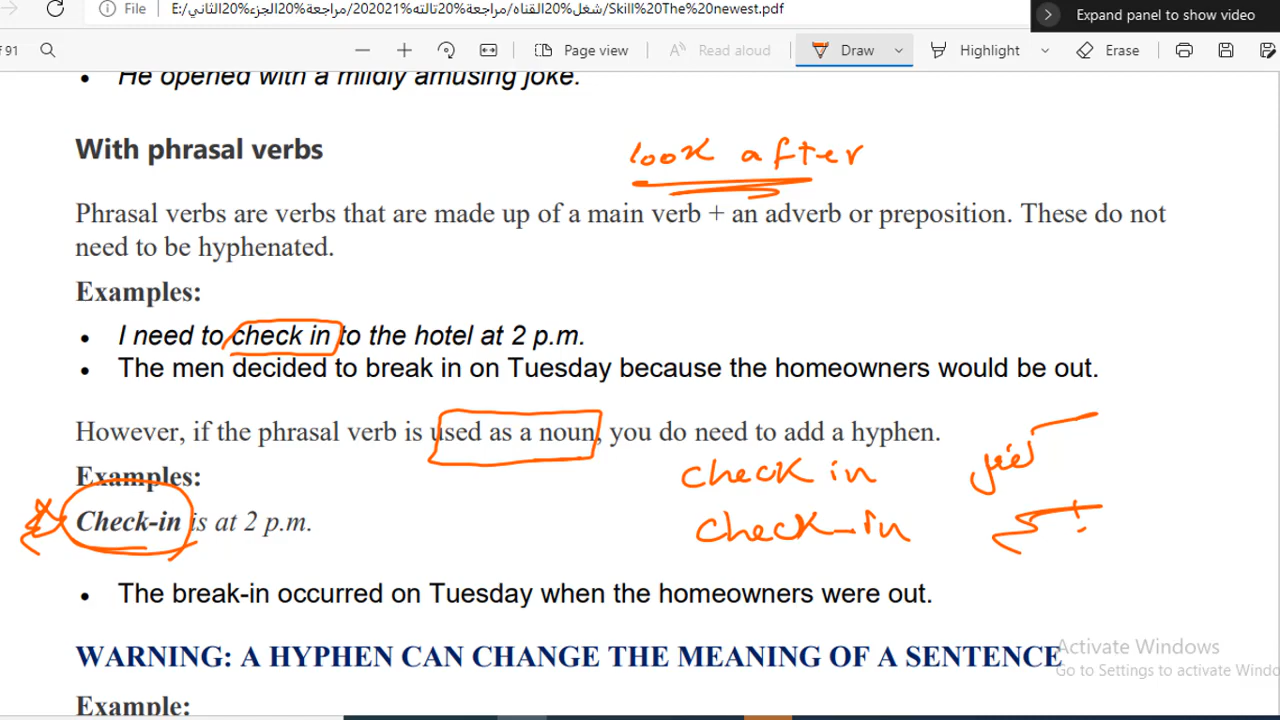 E:/شغل%20القناه/مراجعة%20تالته%202021/مراجعة%20الجزء%20الثاني/Skill%20The%20newest.pdf
Expand panel to show video
of 91
Page view
Read aloud
Draw
Highlight
Erase
• He opened with a mildly amusing joke.
With phrasal verbs
look after
Phrasal verbs are verbs that are made up of a main verb + an adverb or preposition. These do not
need to be hyphenated.
Examples:
• I need to check in to the hotel at 2 p.m.
• The men decided to break in on Tuesday because the homeowners would be out.
However, if the phrasal verb is used as a noun, you do need to add a hyphen.
Examples:
check in
Check-in is at 2 p.m.
check-in
• The break-in occurred on Tuesday when the homeowners were out.
WARNING: A HYPHEN CAN CHANGE THE MEANING OF A SENTENCE
Activate Windows
Go to Settings to activate Windo
Example: